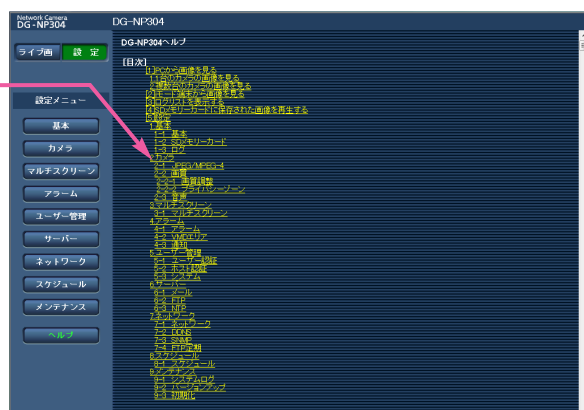 Network Camera
DG-NP304
DG-NP304
ライブ画
設 定
設定メニュー
基本
カメラ
マルチスクリーン
アラーム
ユーザー管理
サーバー
ネットワーク
スケジュール
メンテナンス
ヘルプ
DG-NP304ヘルプ
[目次]
[1]PCから画像を見る
1.1台のカメラの画像を見る
2.複数台のカメラの画像を見る
[2]モード端末から画像を見る
[3]ログリストを表示する
[4]SDメモリーカードに保存された画像を再生する
[5]設定
1.基本
1-1 基本
1-2 SDメモリーカード
1-3 ログ
2.カメラ
2-1 JPEG/MPEG-4
2-2 画質
2-2-1 画質調整
2-2-2 プライバシーゾーン
2-3 音声
3.マルチスクリーン
3-1 マルチスクリーン
4.アラーム
4-1 アラーム
4-2 VMDエリア
4-3 通知
5.ユーザー管理
5-1 ユーザー認証
5-2 ホスト認証
5-3 システム
6.サーバー
6-1 メール
6-2 FTP
6-3 NTP
7.ネットワーク
7-1 ネットワーク
7-2 DDNS
7-3 SNMP
7-4 FTP定期
8.スケジュール
8-1 スケジュール
9.メンテナンス
9-1 システムログ
9-2 バージョンアップ
9-3 初期化